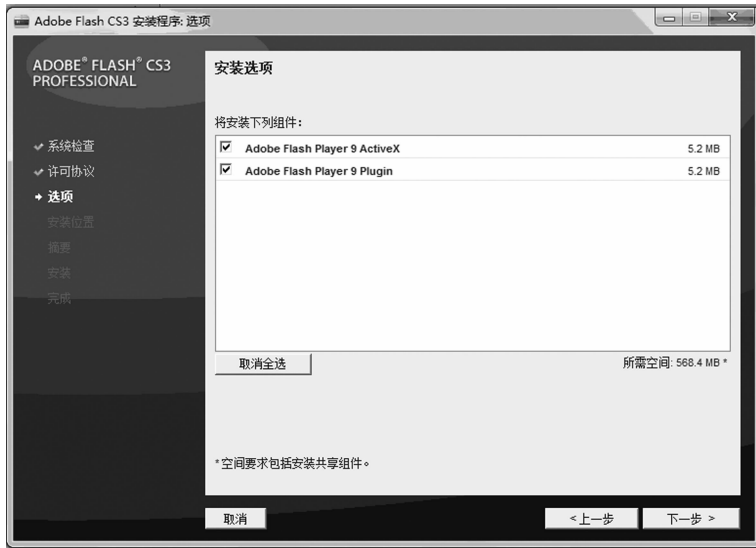 Adobe Flash CS3 安装程序: 选项
ADOBE® FLASH® CS3
PROFESSIONAL
系统检查
许可协议
选项
安装位置
摘要
安装
完成
安装选项
将安装下列组件:
Adobe Flash Player 9 ActiveX 5.2 MB
Adobe Flash Player 9 Plugin 5.2 MB
取消全选
所需空间: 568.4 MB *
*空间要求包括安装共享组件。
取消
<上一步
下一步 >